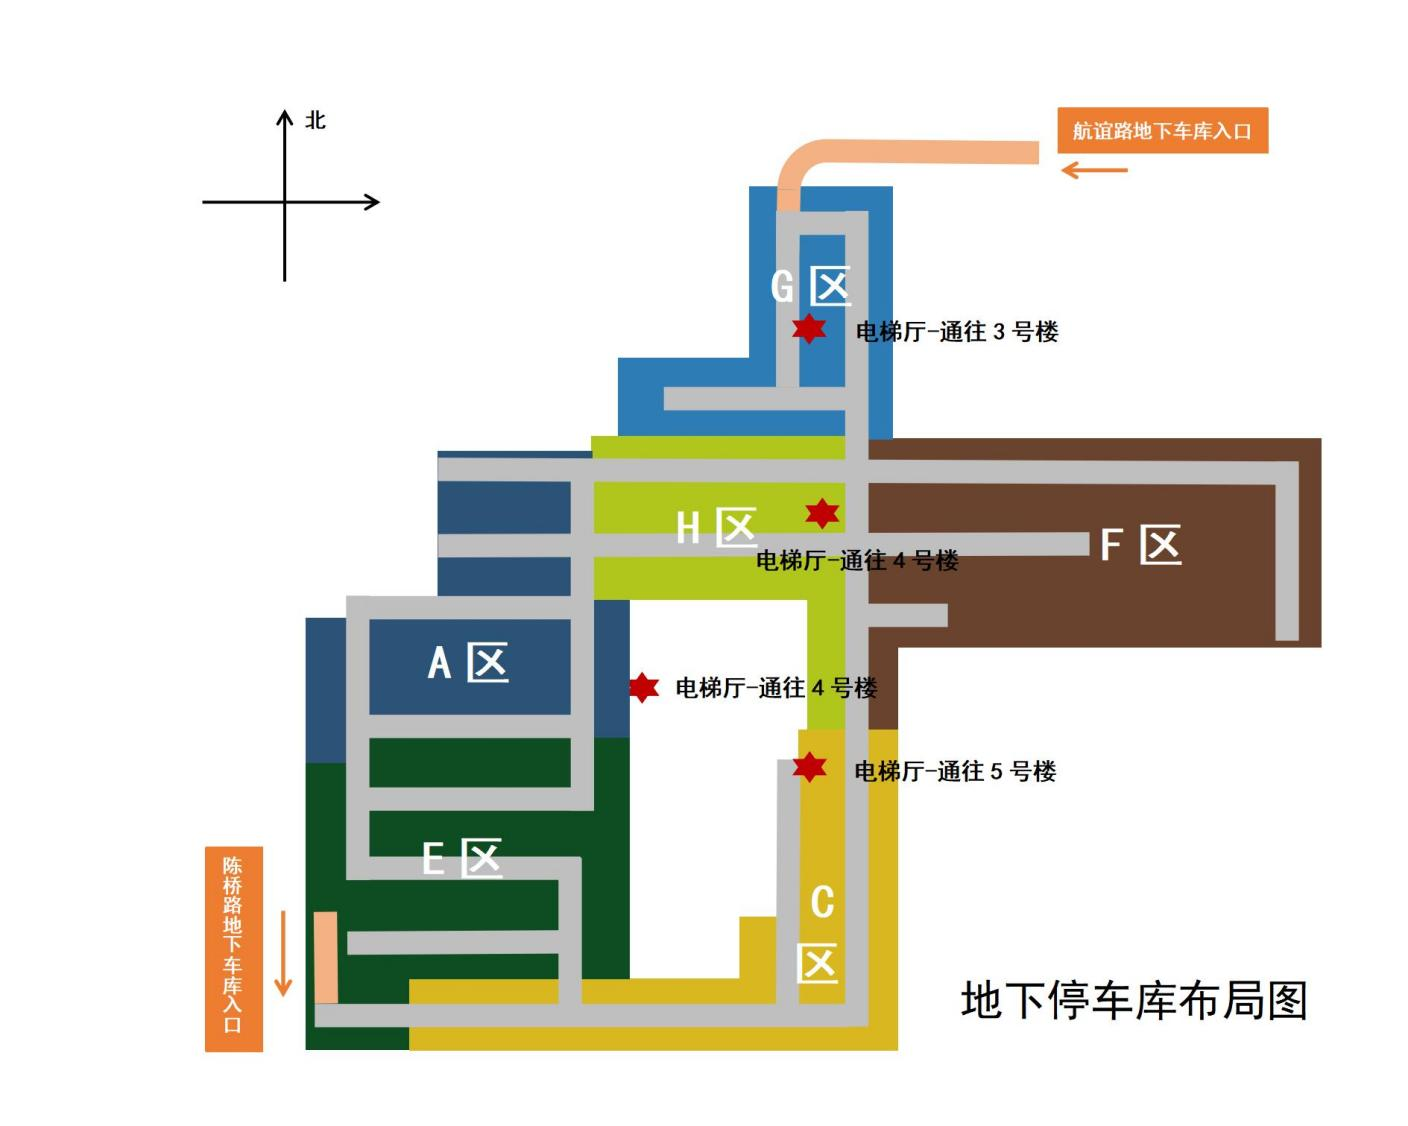 北
航谊路地下车库入口
G 区
电梯厅-通往 3 号楼
H 区
F 区
电梯厅-通往 4 号楼
A 区
电梯厅-通往 4 号楼
电梯厅-通往 5 号楼
E 区
陈桥路地下车库入口
C
区
地下停车库布局图